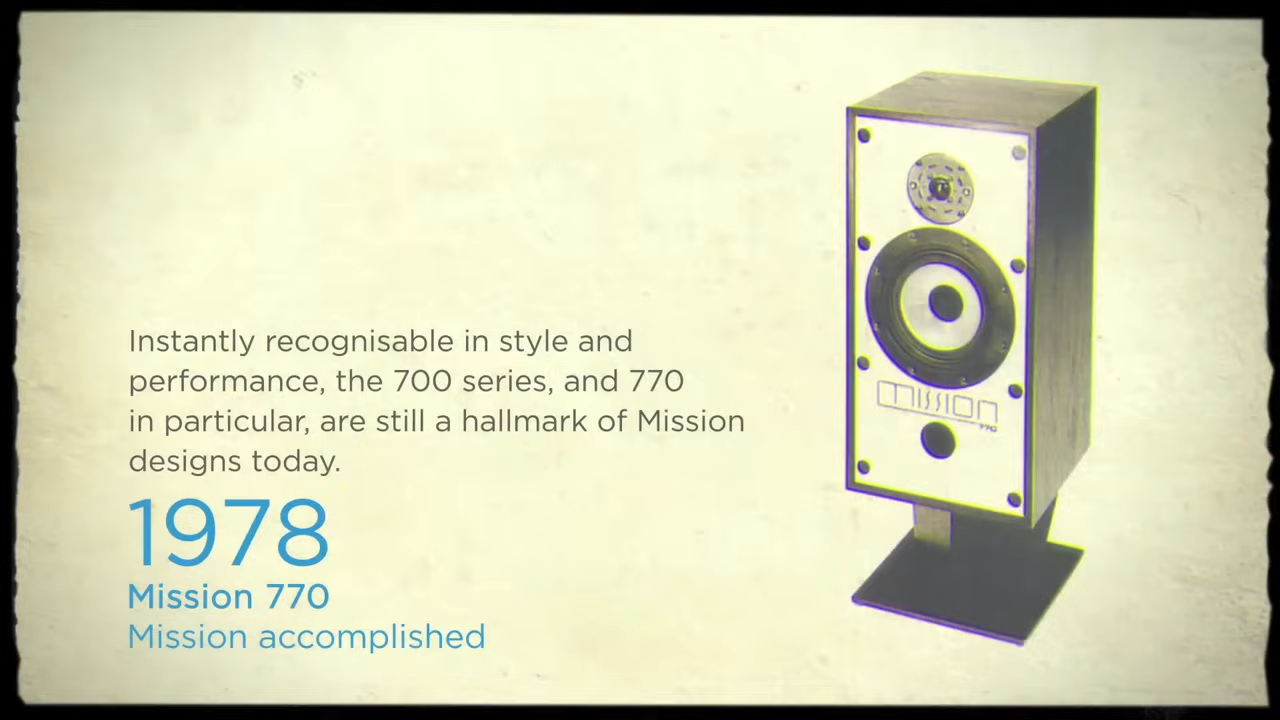 Instantly recognisable in style and
performance, the 700 series, and 770
in particular, are still a hallmark of Mission
designs today.
1978
Mission 770
Mission accomplished
mission
770